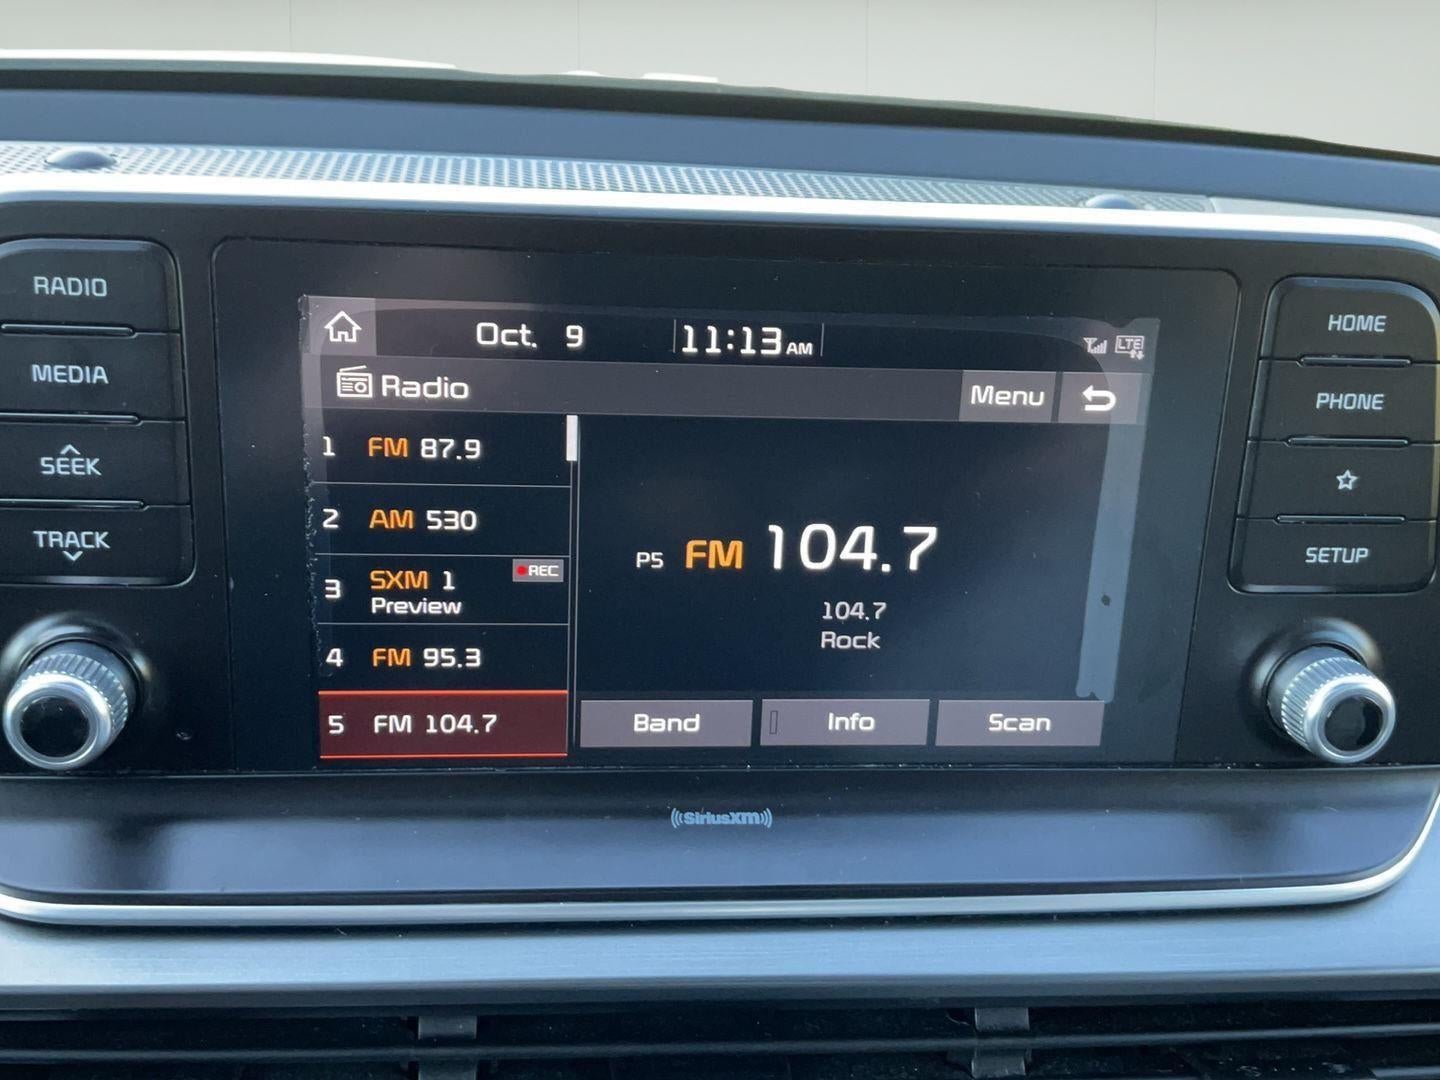 RADIO
MEDIA
SEEK
TRACK
Oct. 9
11:13 AM
LTE
Radio
Menu
1 FM 87.9
2 AM 530
3 SXM 1
REC
Preview
4 FM 95.3
5 FM 104.7
P5 FM 104.7
104.7
Rock
Band
Info
Scan
HOME
PHONE
SETUP
((SiriusXM))